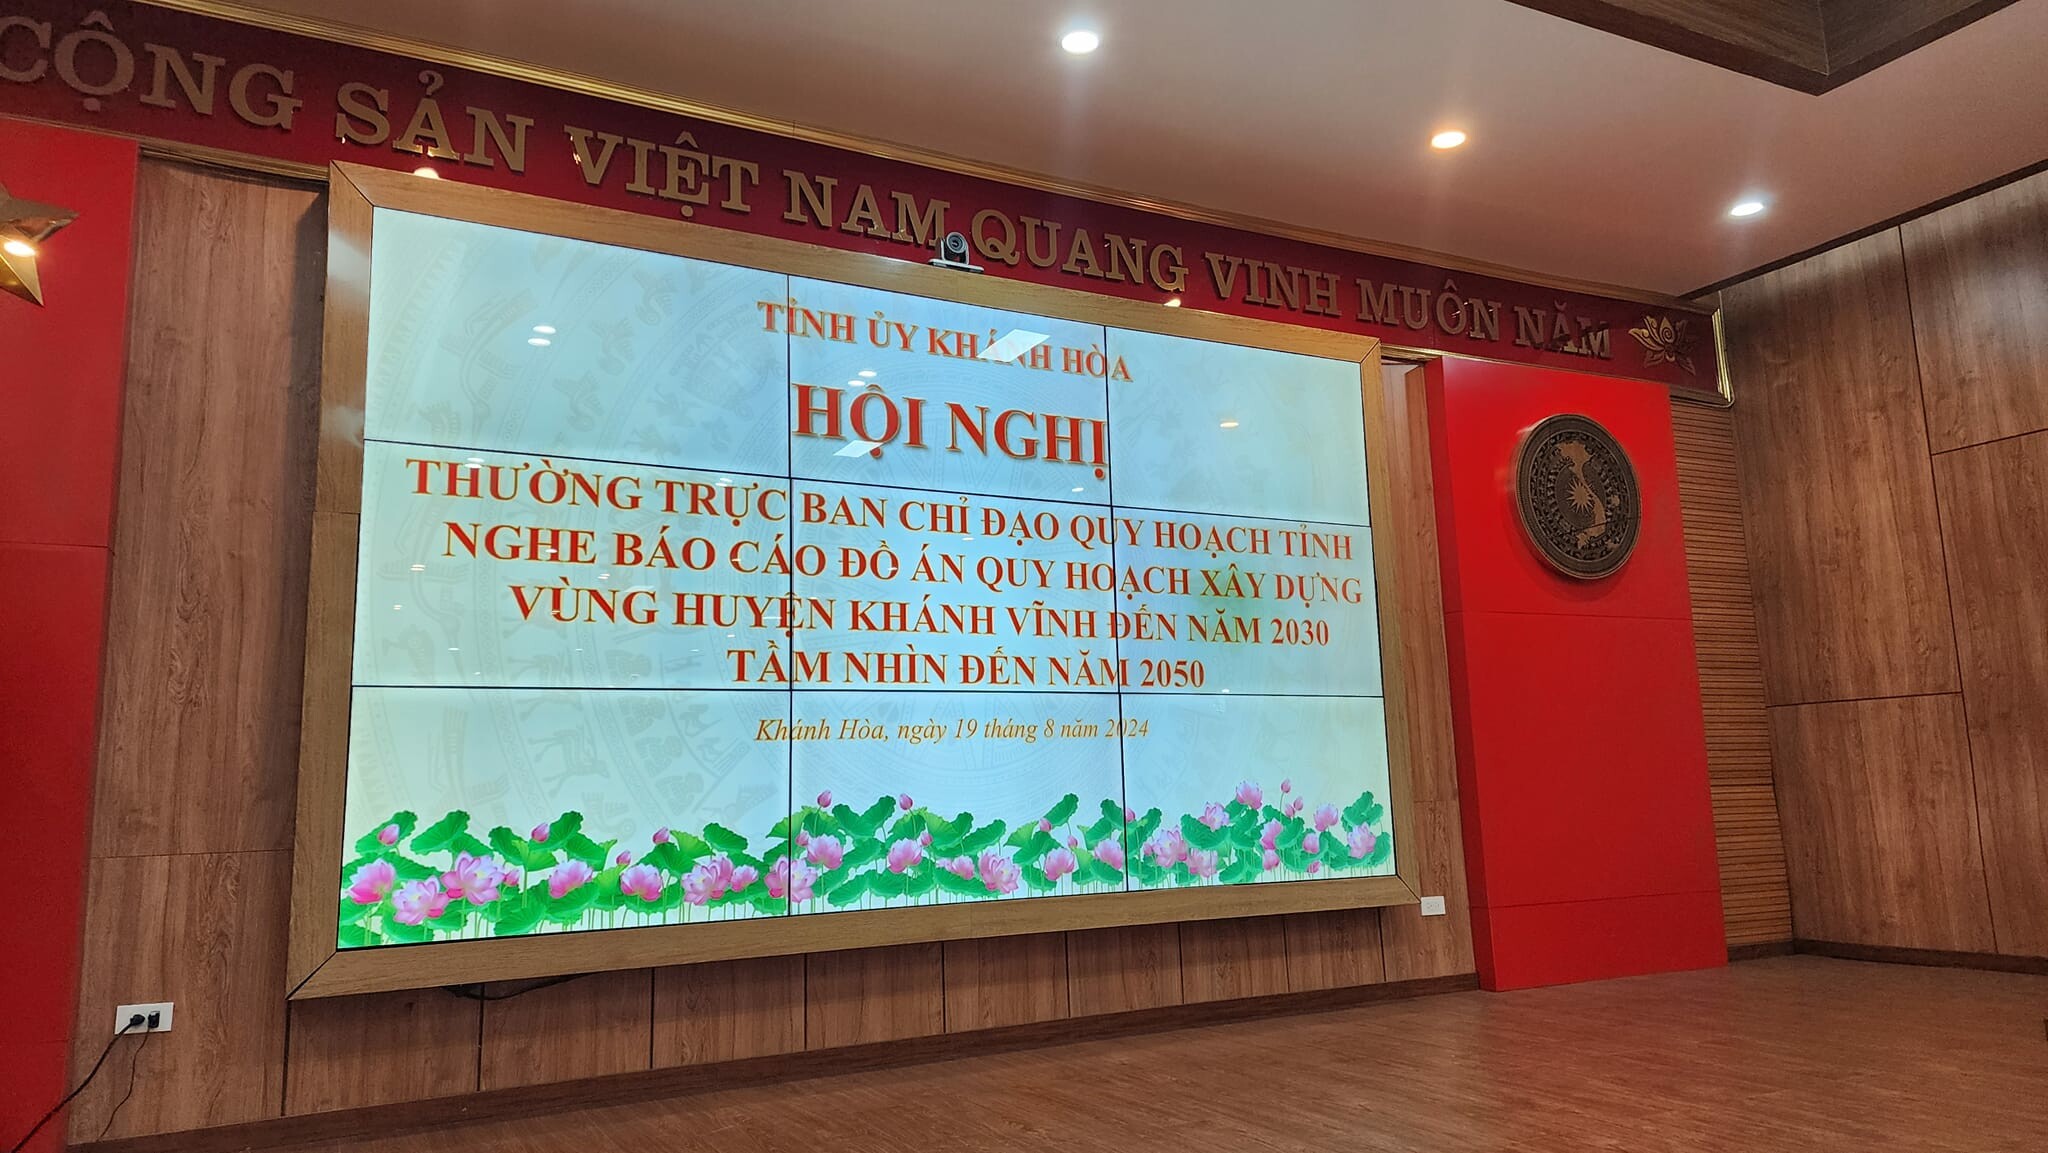 CỘNG SẢN VIỆT NAM QUANG VINH MUÔN NĂM
TỈNH ỦY KHÁNH HÒA
HỘI NGHỊ
THƯỜNG TRỰC BAN CHỈ ĐẠO QUY HOẠCH TỈNH
NGHE BÁO CÁO ĐỒ ÁN QUY HOẠCH XÂY DỰNG
VÙNG HUYỆN KHÁNH VĨNH ĐẾN NĂM 2030
TẦM NHÌN ĐẾN NĂM 2050
Khánh Hòa, ngày 19 tháng 8 năm 2024